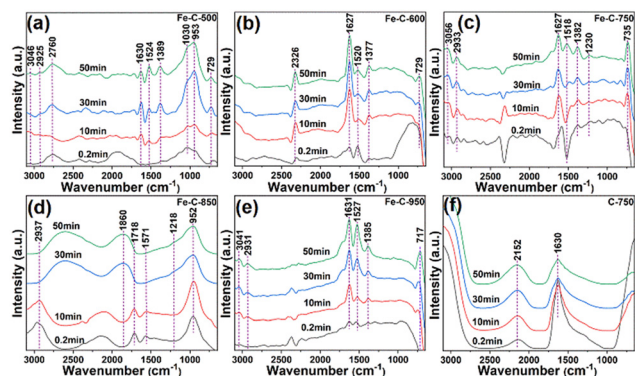 (a) Fe-C-500
3046
2925
2760
1630
1524
1389
1030
953
729
50min
30min
10min
0.2min
3000 2500 2000 1500 1000
Wavenumber (cm-1)
Intensity (a.u.)
(b) Fe-C-600
2326
1627
1520
1377
729
50min
30min
10min
0.2min
3000 2500 2000 1500 1000
Wavenumber (cm-1)
Intensity (a.u.)
(c) Fe-C-750
3056
2933
1627
1518
1382
1230
735
50min
30min
10min
0.2min
3000 2500 2000 1500 1000
Wavenumber (cm-1)
Intensity (a.u.)
(d) Fe-C-850
2937
1860
1718
1571
1218
952
50min
30min
10min
0.2min
3000 2500 2000 1500 1000
Wavenumber (cm-1)
Intensity (a.u.)
(e) Fe-C-950
3041
2931
1631
1527
1385
717
50min
30min
10min
0.2min
3000 2500 2000 1500 1000
Wavenumber (cm-1)
Intensity (a.u.)
(f) C-750
2152
1630
50min
30min
10min
0.2min
3000 2500 2000 1500 1000
Wavenumber (cm-1)
Intensity (a.u.)